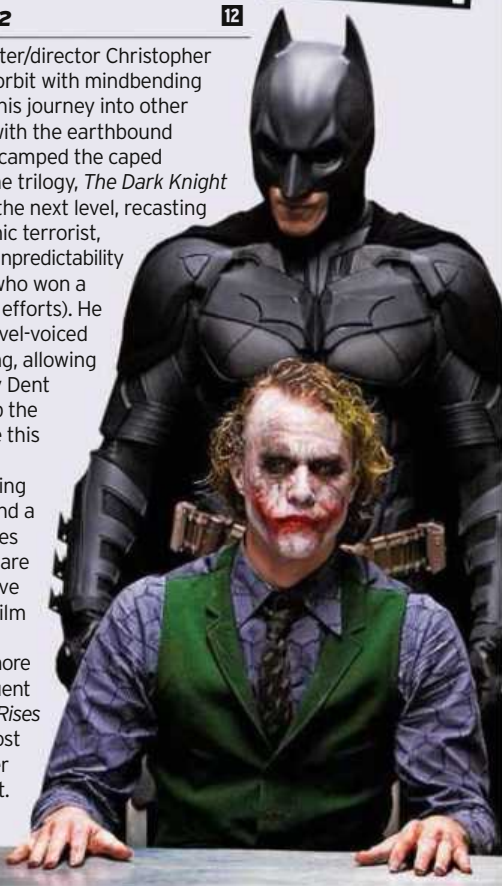 2 12
ter/director Christopher
orbit with mindbending
his journey into other
with the earthbound
camped the caped
e trilogy, The Dark Knight
the next level, recasting
ic terrorist,
npredictability
who won a
efforts). He
vel-voiced
g, allowing
Dent
o the
this
ing
nd a
es
are
ve
ilm
ore
ent
Rises
ost
er
t.